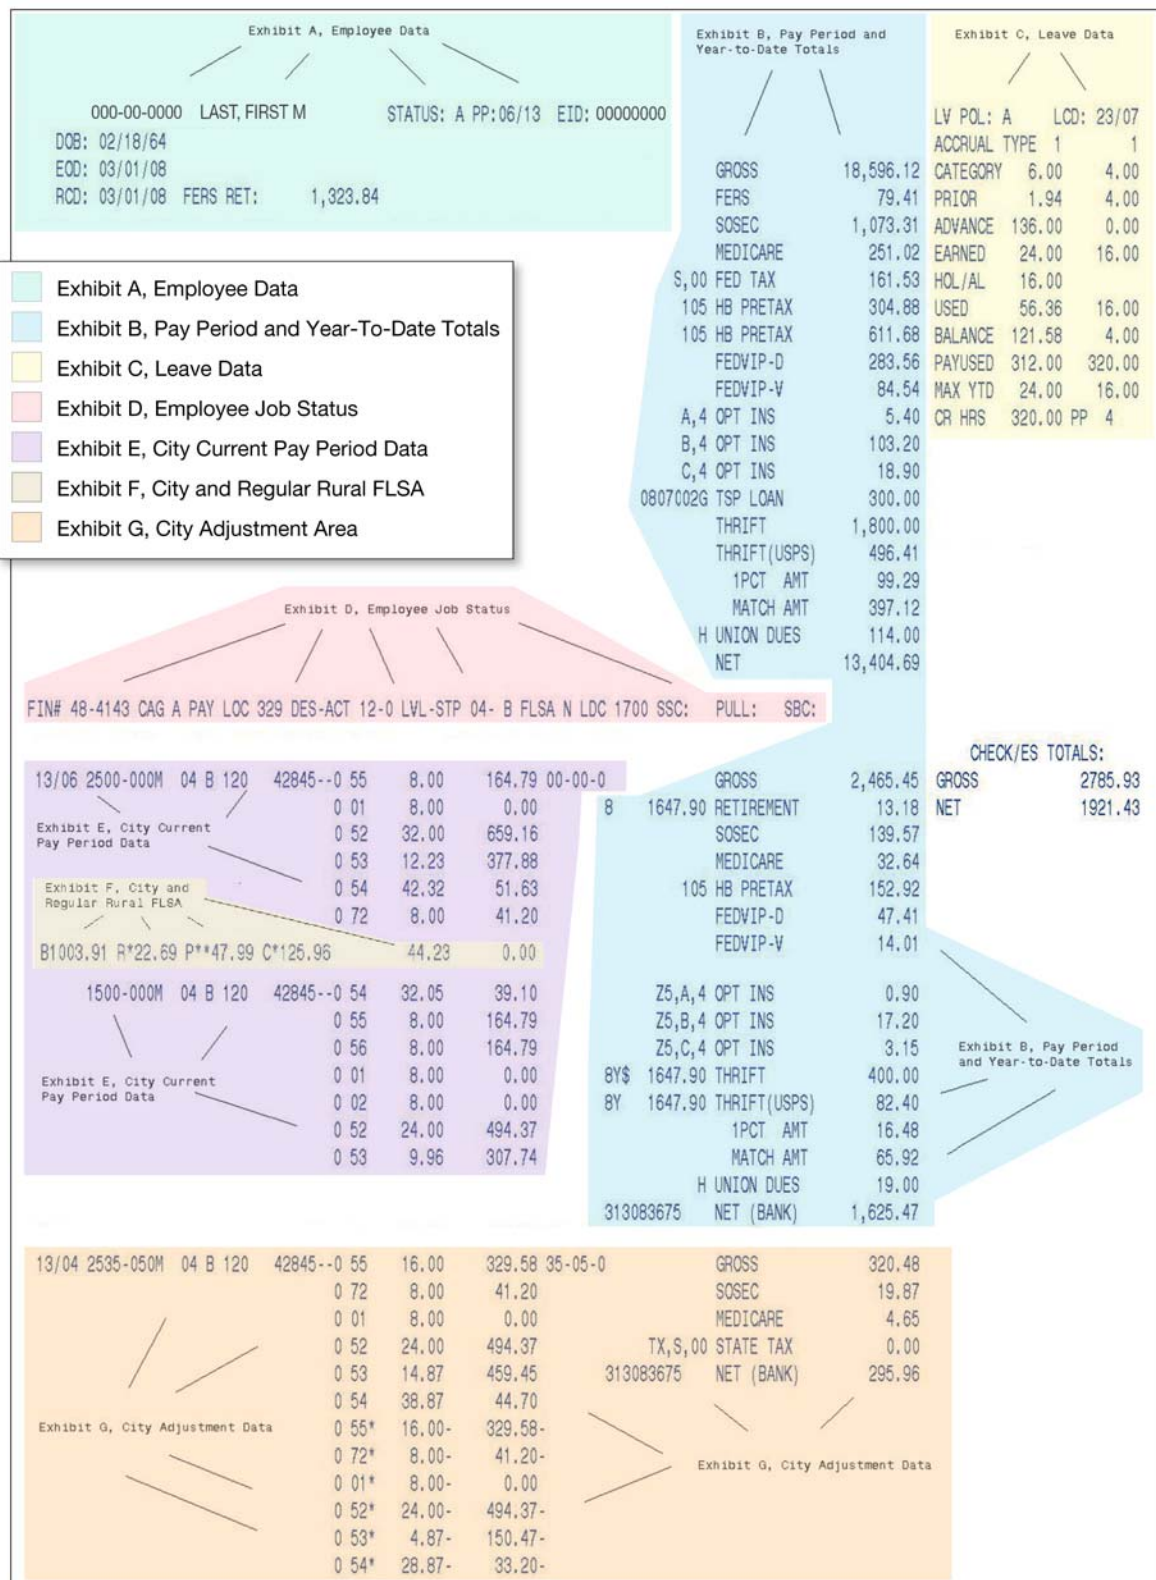 Exhibit A, Employee Data
000-00-0000 LAST, FIRST M STATUS: A PP:06/13 EID: 00000000
DOB: 02/18/64
EOD: 03/01/08
RCD: 03/01/08 FERS RET: 1,323.84
Exhibit A, Employee Data
Exhibit B, Pay Period and Year-To-Date Totals
Exhibit C, Leave Data
Exhibit D, Employee Job Status
Exhibit E, City Current Pay Period Data
Exhibit F, City and Regular Rural FLSA
Exhibit G, City Adjustment Area
Exhibit B, Pay Period and
Year-to-Date Totals
GROSS 18,596.12
FERS 79.41
SOSEC 1,073.31
MEDICARE 251.02
S,00 FED TAX 161.53
105 HB PRETAX 304.88
105 HB PRETAX 611.68
FEDVIP-D 283.56
FEDVIP-V 84.54
A,4 OPT INS 5.40
B,4 OPT INS 103.20
C,4 OPT INS 18.90
0807002G TSP LOAN 300.00
THRIFT 1,800.00
THRIFT(USPS) 496.41
1PCT AMT 99.29
MATCH AMT 397.12
H UNION DUES 114.00
NET 13,404.69
Exhibit C, Leave Data
LV POL: A LCD: 23/07
ACCRUAL TYPE 1 1
CATEGORY 6.00 4.00
PRIOR 1.94 4.00
ADVANCE 136.00 0.00
EARNED 24.00 16.00
HOL/AL 16.00
USED 56.36 16.00
BALANCE 121.58 4.00
PAYUSED 312.00 320.00
MAX YTD 24.00 16.00
CR HRS 320.00 PP 4
Exhibit D, Employee Job Status
FIN# 48-4143 CAG A PAY LOC 329 DES-ACT 12-0 LVL-STP 04- B FLSA N LDC 1700 SSC: PULL: SBC:
13/06 2500-000M 04 B 120 42845--0 55 8.00 164.79 00-00-0
0 01 8.00 0.00
Exhibit E, City Current
Pay Period Data
0 52 32.00 659.16
0 53 12.23 377.88
0 54 42.32 51.63
0 72 8.00 41.20
Exhibit F, City and
Regular Rural FLSA
B1003.91 R*22.69 P**47.99 C*125.96 44.23 0.00
1500-000M 04 B 120 42845--0 54 32.05 39.10
0 55 8.00 164.79
0 56 8.00 164.79
0 01 8.00 0.00
0 02 8.00 0.00
0 52 24.00 494.37
0 53 9.96 307.74
Exhibit E, City Current
Pay Period Data
GROSS 2,465.45
8 1647.90 RETIREMENT 13.18
SOSEC 139.57
MEDICARE 32.64
105 HB PRETAX 152.92
FEDVIP-D 47.41
FEDVIP-V 14.01
Z5,A,4 OPT INS 0.90
Z5,B,4 OPT INS 17.20
Z5,C,4 OPT INS 3.15
8Y$ 1647.90 THRIFT 400.00
8Y 1647.90 THRIFT(USPS) 82.40
1PCT AMT 16.48
MATCH AMT 65.92
H UNION DUES 19.00
313083675 NET (BANK) 1,625.47
CHECK/ES TOTALS:
GROSS 2785.93
NET 1921.43
Exhibit B, Pay Period
and Year-to-Date Totals
13/04 2535-050M 04 B 120 42845--0 55 16.00 329.58 35-05-0
0 72 8.00 41.20
0 01 8.00 0.00
0 52 24.00 494.37
0 53 14.87 459.45
0 54 38.87 44.70
0 55* 16.00- 329.58-
0 72* 8.00- 41.20-
0 01* 8.00- 0.00
0 52* 24.00- 494.37-
0 53* 4.87- 150.47-
0 54* 28.87- 33.20-
Exhibit G, City Adjustment Data
GROSS 320.48
SOSEC 19.87
MEDICARE 4.65
TX,S,00 STATE TAX 0.00
313083675 NET (BANK) 295.96
Exhibit G, City Adjustment Data